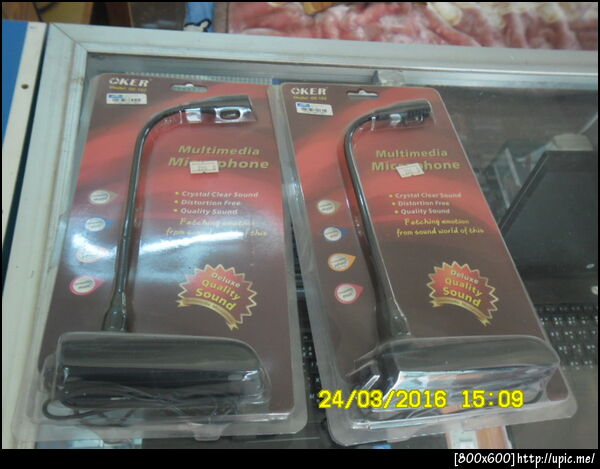 OKER
Multimedia
Microphone
Crystal Clear Sound
Distortion Free
Quality Sound
Fetching emotion
from sound world of this
Deluxe
Quality
Sound
OKER
Multimedia
Microphone
Crystal Clear Sound
Distortion Free
Quality Sound
Fetching emotion
from sound world of this
Deluxe
Quality
Sound
24/03/2016 15:09
[800x600]http://upic.me/